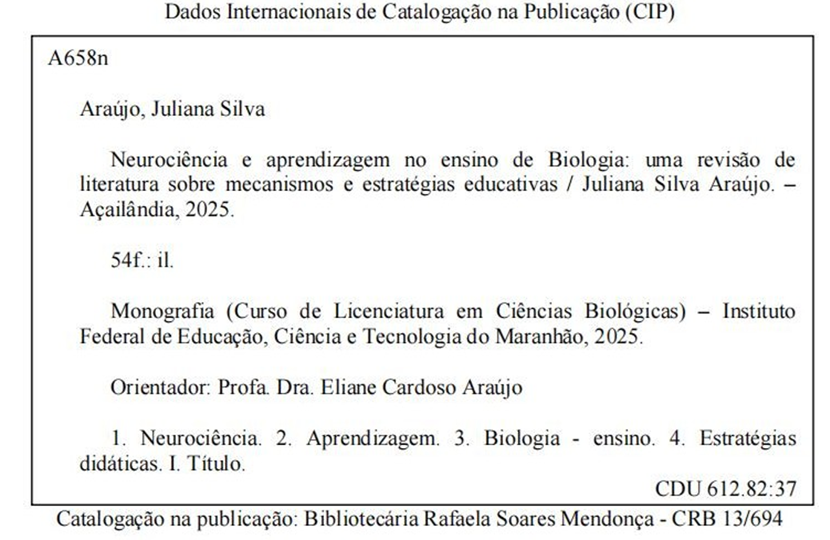 Dados Internacionais de Catalogação na Publicação (CIP)
A658n
Araújo, Juliana Silva
Neurociência e aprendizagem no ensino de Biologia: uma revisão de
literatura sobre mecanismos e estratégias educativas / Juliana Silva Araújo. –
Açailândia, 2025.
54f.: il.
Monografia (Curso de Licenciatura em Ciências Biológicas) – Instituto
Federal de Educação, Ciência e Tecnologia do Maranhão, 2025.
Orientador: Profa. Dra. Eliane Cardoso Araújo
1. Neurociência. 2. Aprendizagem. 3. Biologia - ensino. 4. Estratégias
didáticas. I. Título.
CDU 612.82:37
Catalogação na publicação: Bibliotecária Rafaela Soares Mendonça - CRB 13/694